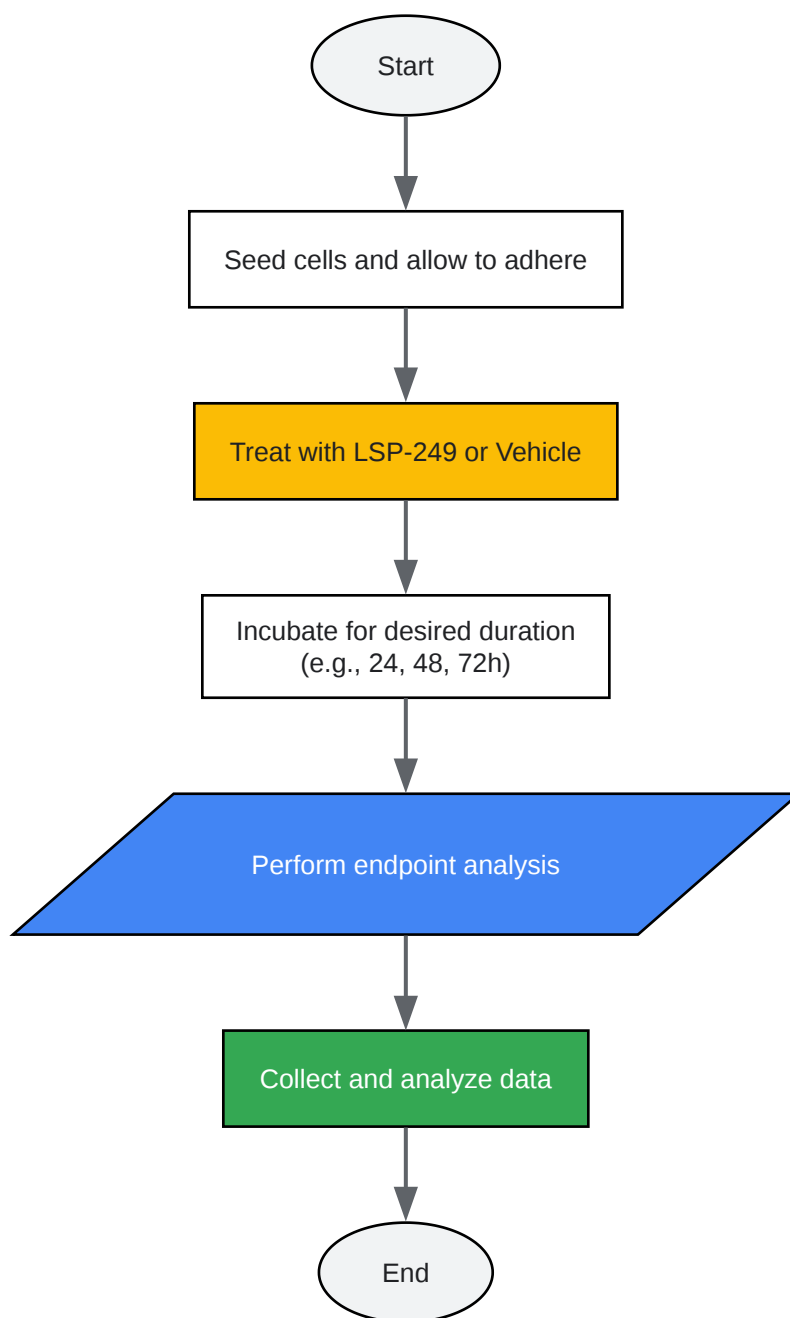 Start
Seed cells and allow to adhere
Treat with LSP-249 or Vehicle
Incubate for desired duration
(e.g., 24, 48, 72h)
Perform endpoint analysis
Collect and analyze data
End